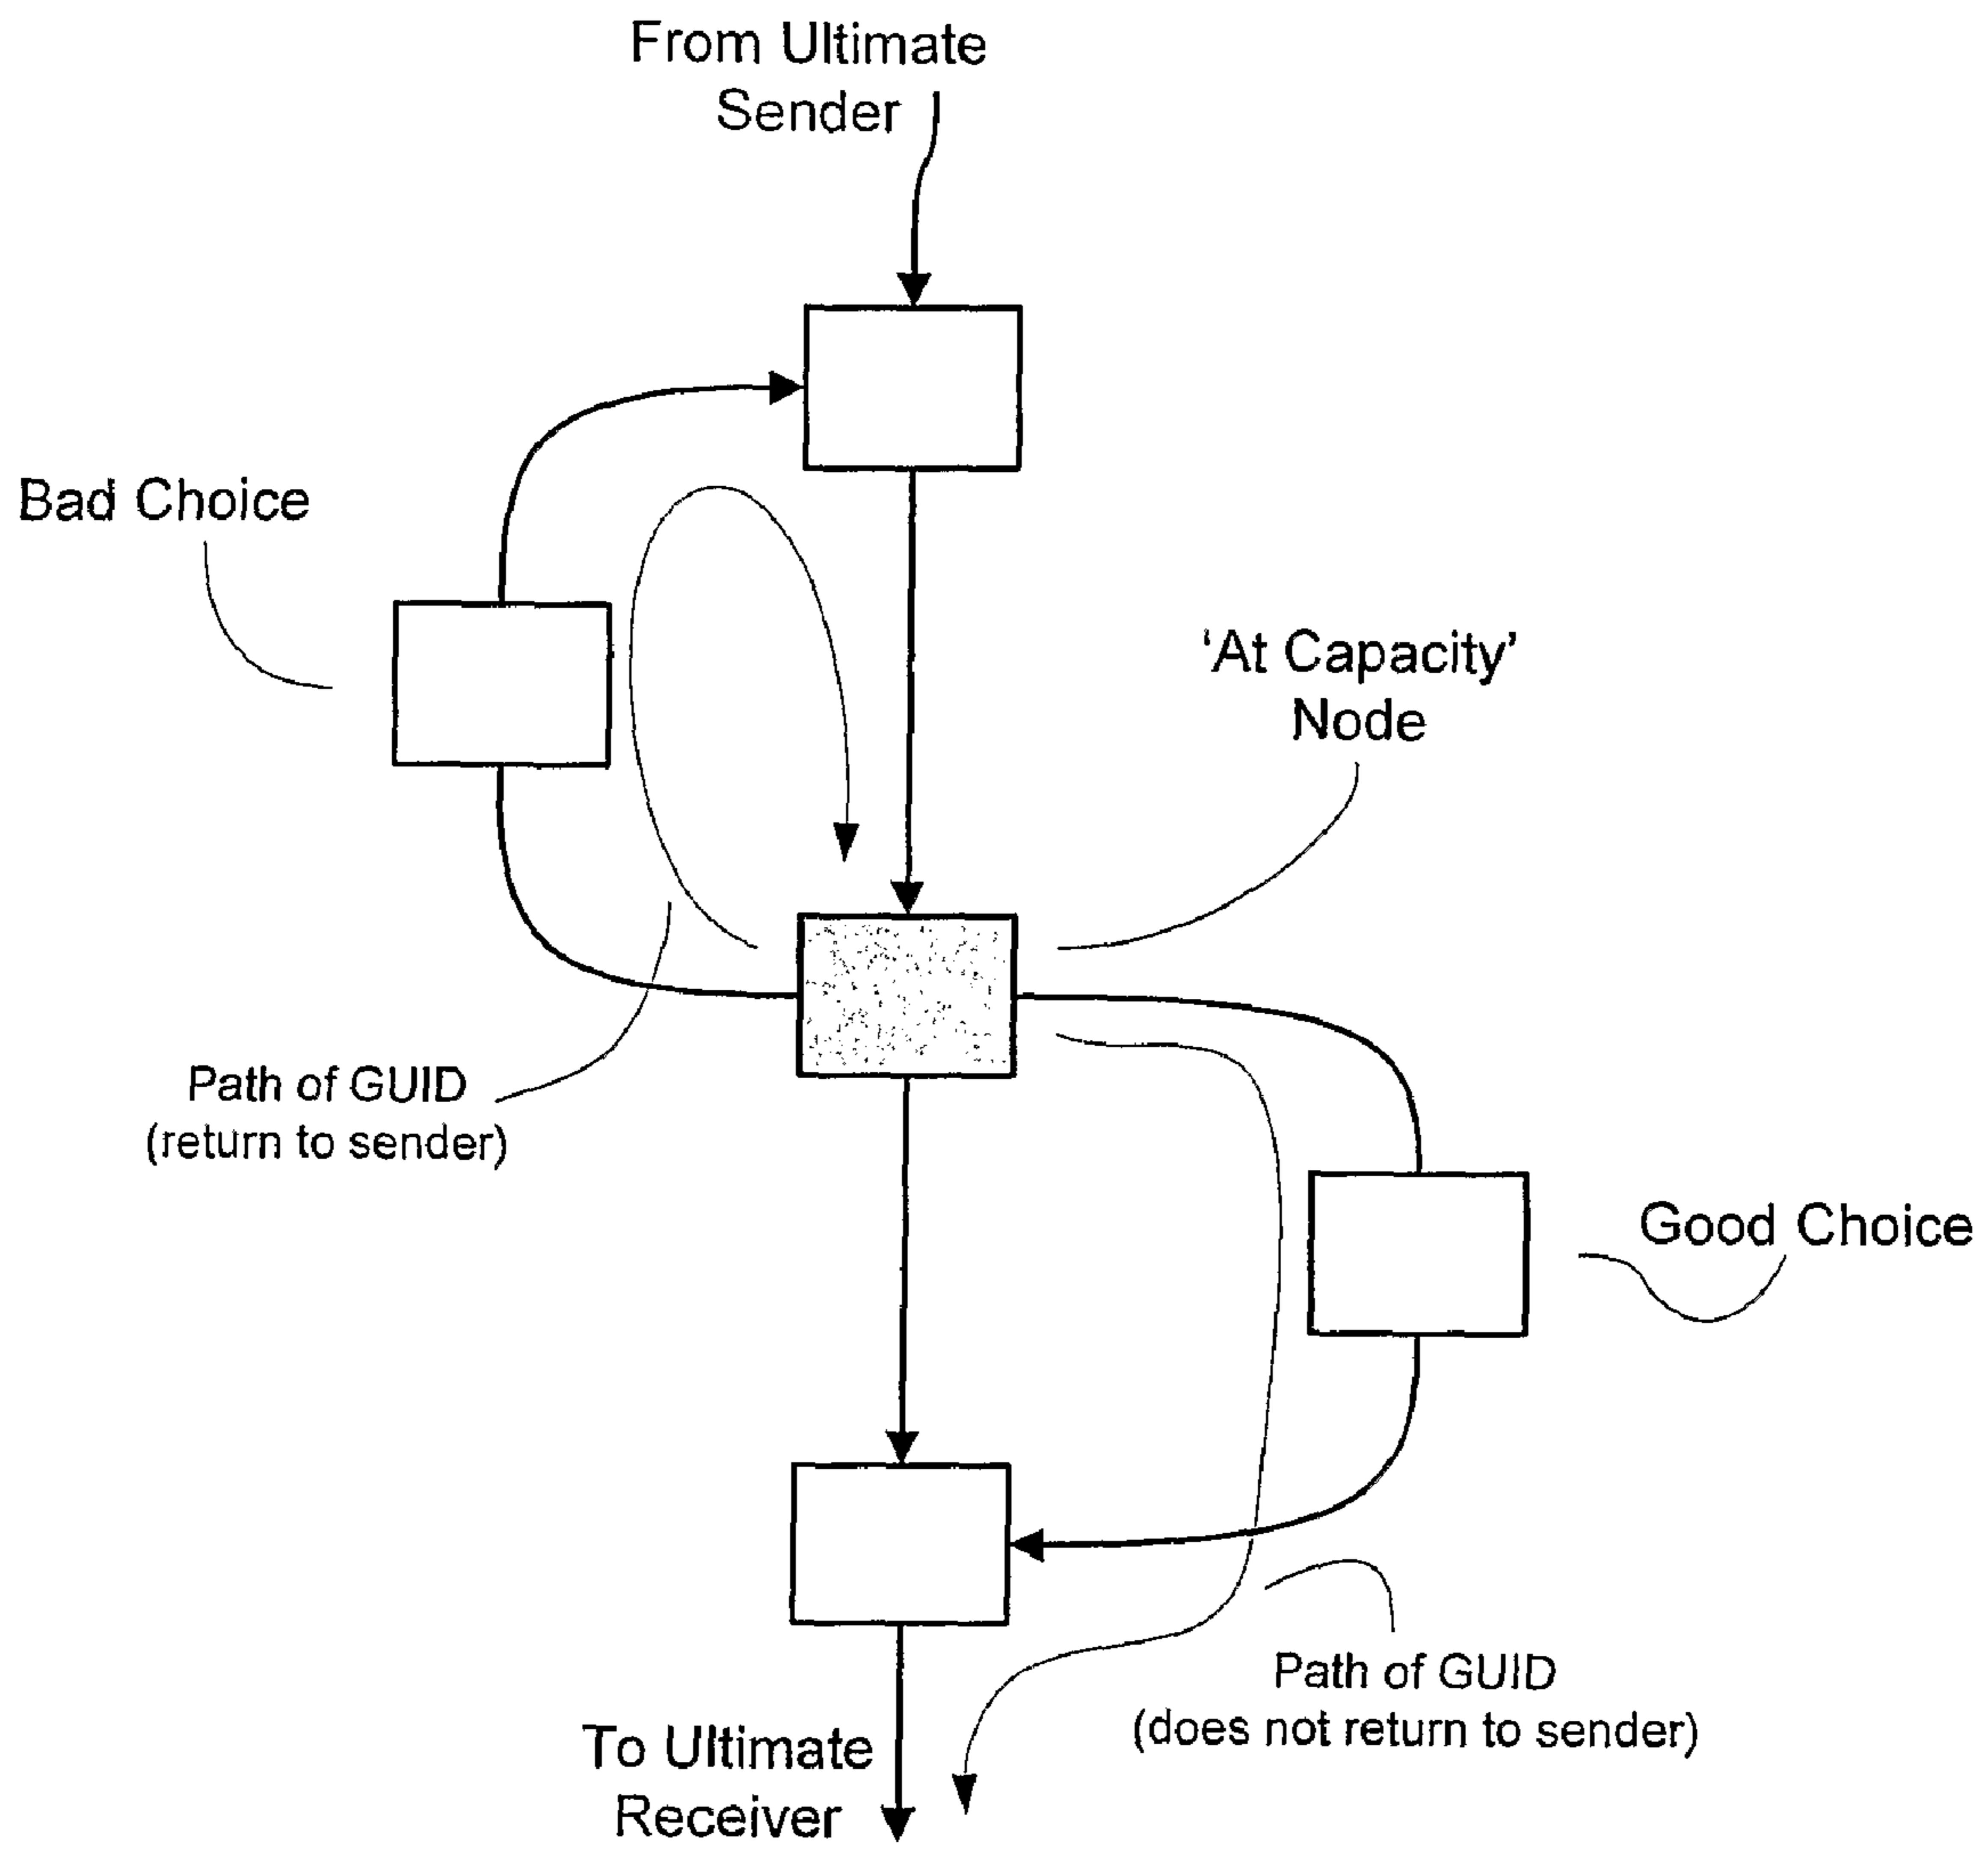 From Ultimate
Sender
Bad Choice
‘At Capacity’
Node
Path of GUID
(return to sender)
Good Choice
Path of GUID
(does not return to sender)
To Ultimate
Receiver